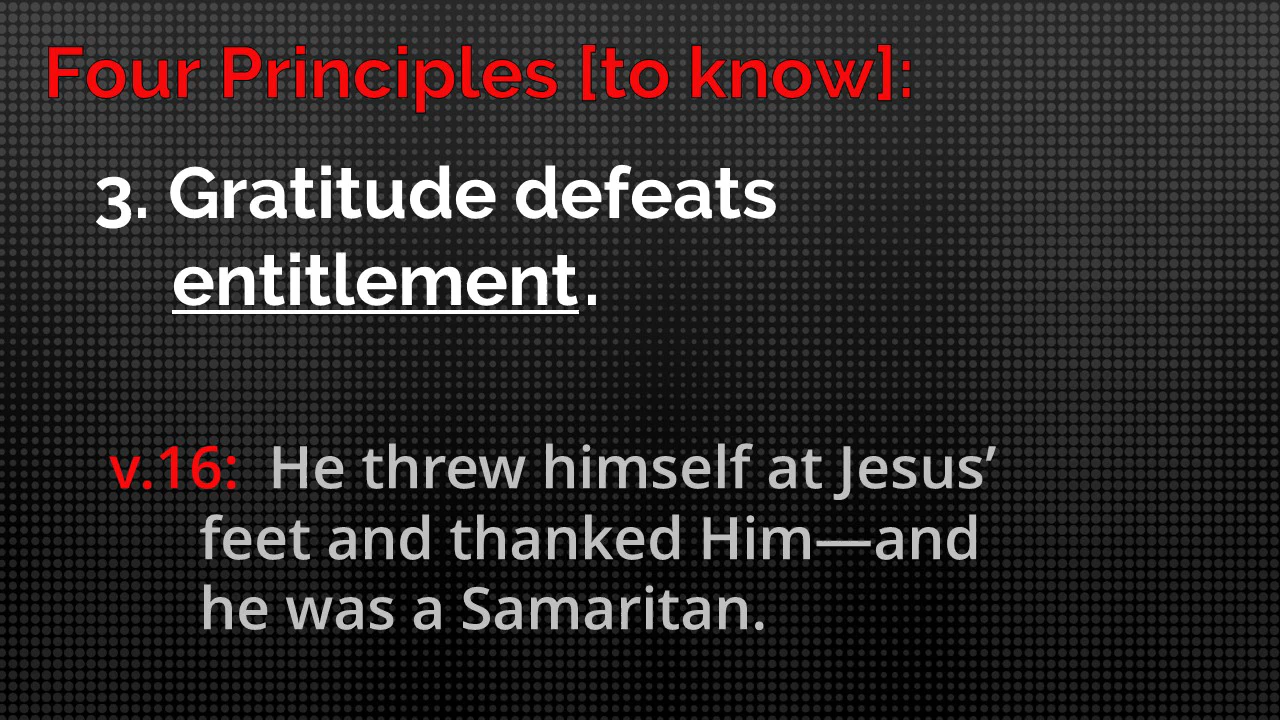 Four Principles [to know]:
3. Gratitude defeats
entitlement.
v.16: He threw himself at Jesus’
feet and thanked Him—and
he was a Samaritan.